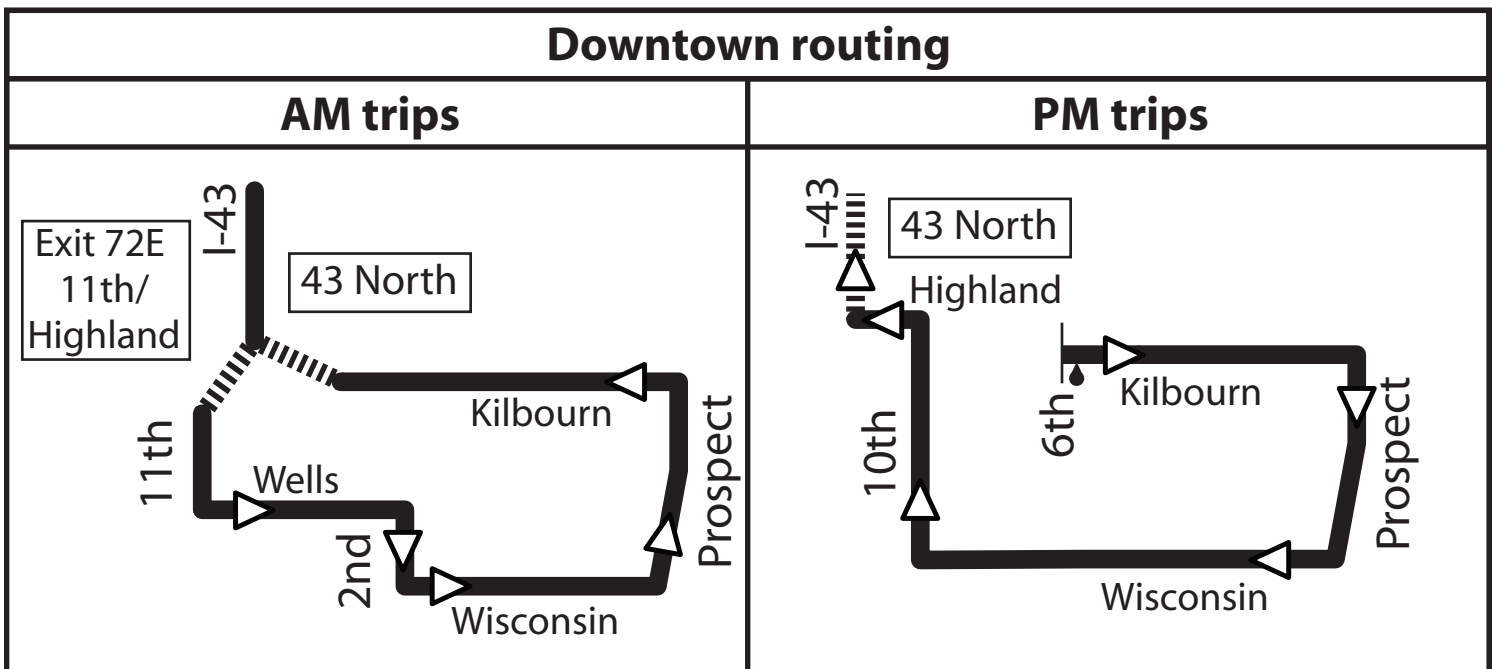 Downtown routing
AM trips
PM trips
I-43
Exit 72E
11th/
Highland
43 North
Kilbourn
11th
Wells
2nd
Wisconsin
Prospect
I-43
43 North
Highland
Kilbourn
6th
10th
Prospect
Wisconsin